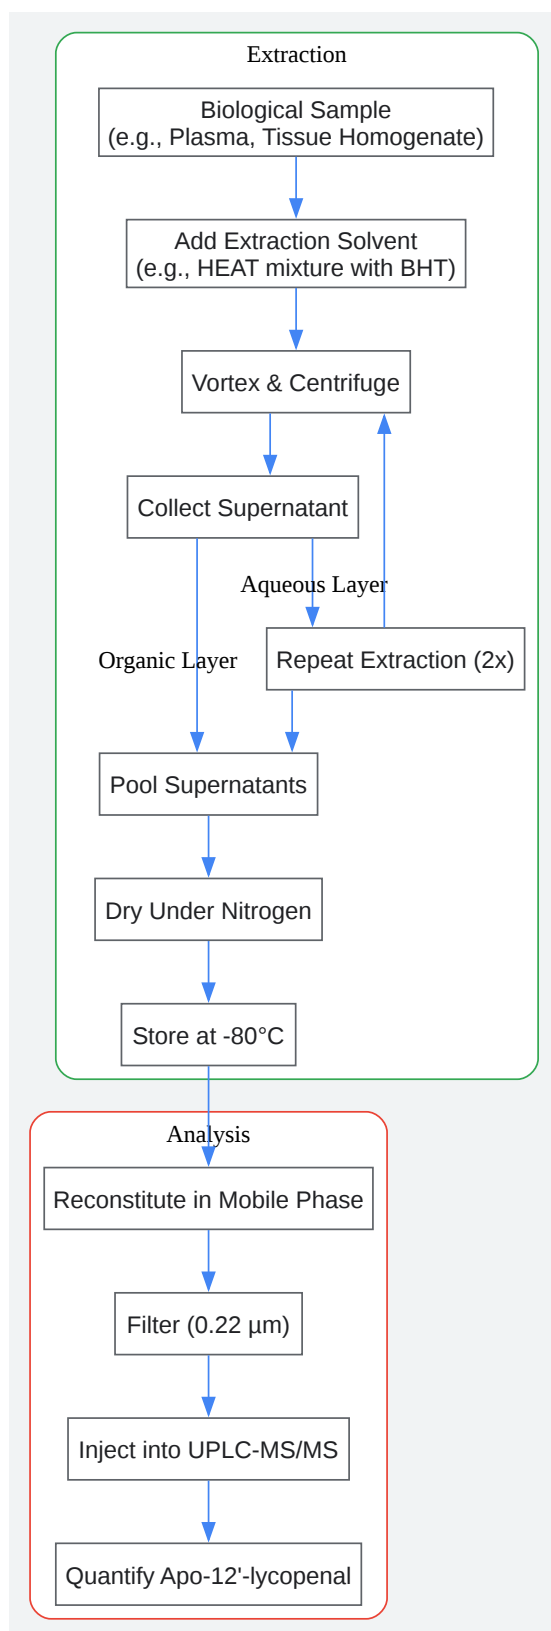 Extraction
Biological Sample
(e.g., Plasma, Tissue Homogenate)
Add Extraction Solvent
(e.g., HEAT mixture with BHT)
Vortex & Centrifuge
Collect Supernatant
Aqueous Layer
Organic Layer
Repeat Extraction (2x)
Pool Supernatants
Dry Under Nitrogen
Store at -80°C
Analysis
Reconstitute in Mobile Phase
Filter (0.22 µm)
Inject into UPLC-MS/MS
Quantify Apo-12'-lycopenal